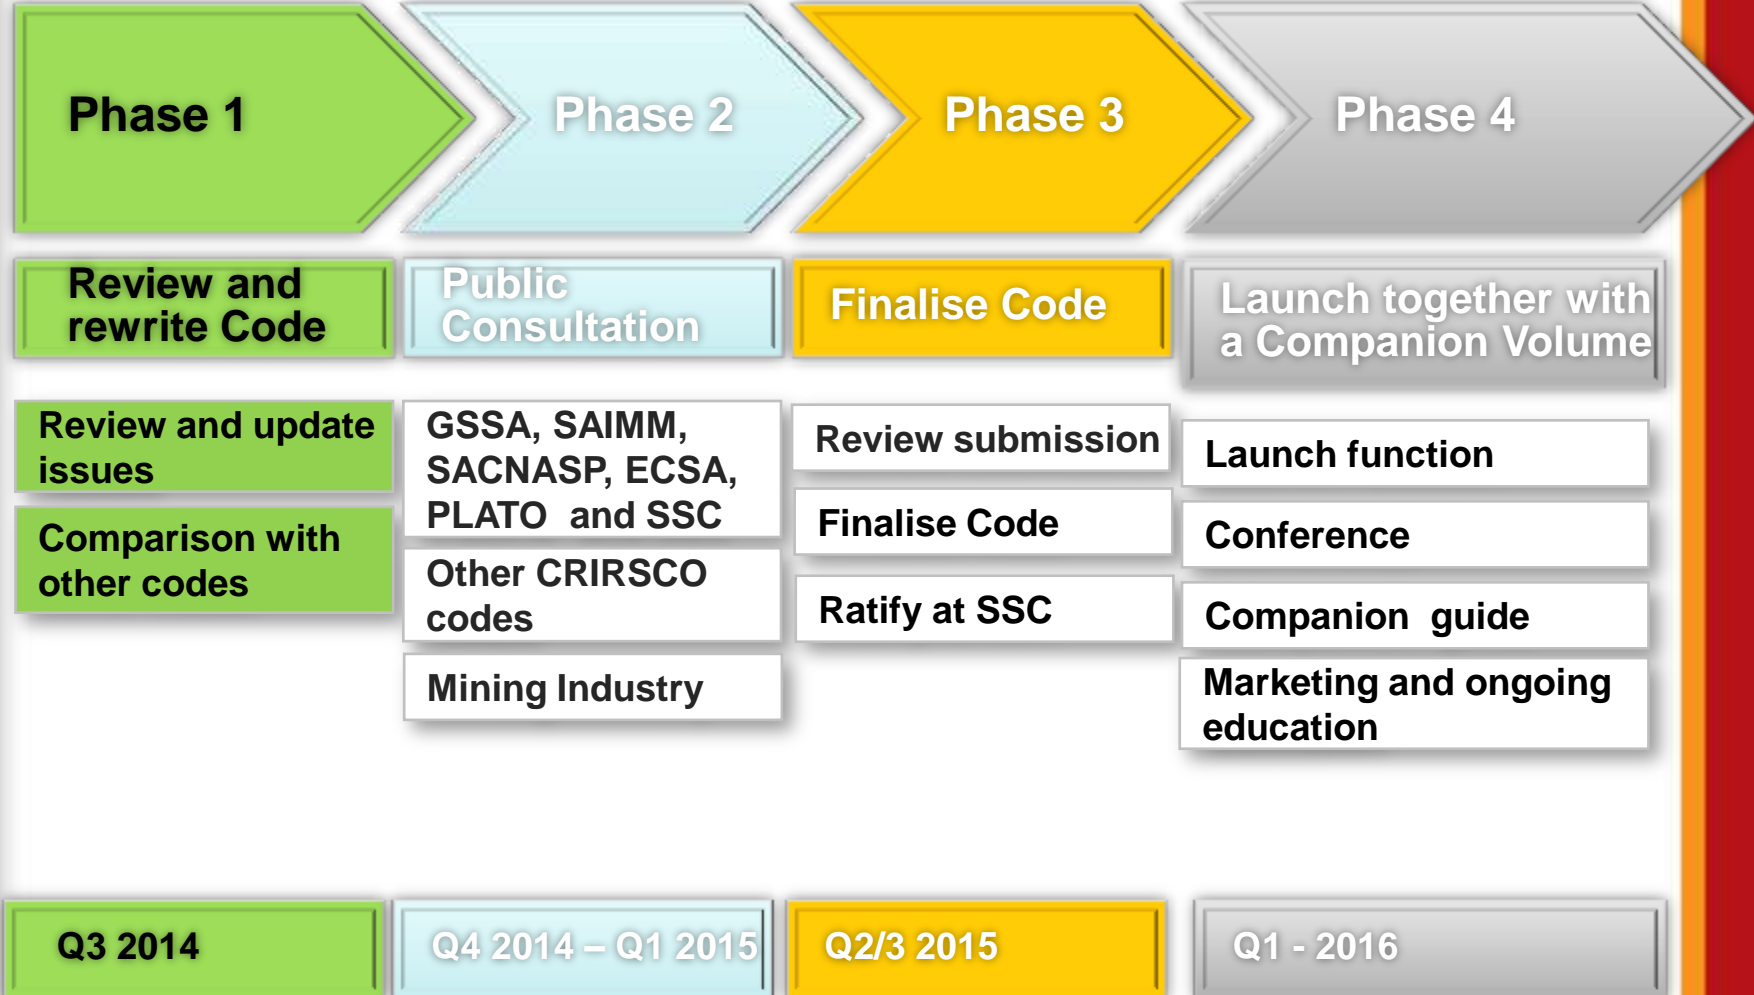 Phase 1
Phase 2
Phase 3
Phase 4
Review and
rewrite Code
Public
Consultation
Finalise Code
Launch together with
a Companion Volume
Review and update
issues
Comparison with
other codes
GSSA, SAIMM,
SACNASP, ECSA,
PLATO and SSC
Other CRIRSCO
codes
Mining Industry
Review submission
Finalise Code
Ratify at SSC
Launch function
Conference
Companion guide
Marketing and ongoing
education
Q3 2014
Q4 2014 – Q1 2015
Q2/3 2015
Q1 - 2016